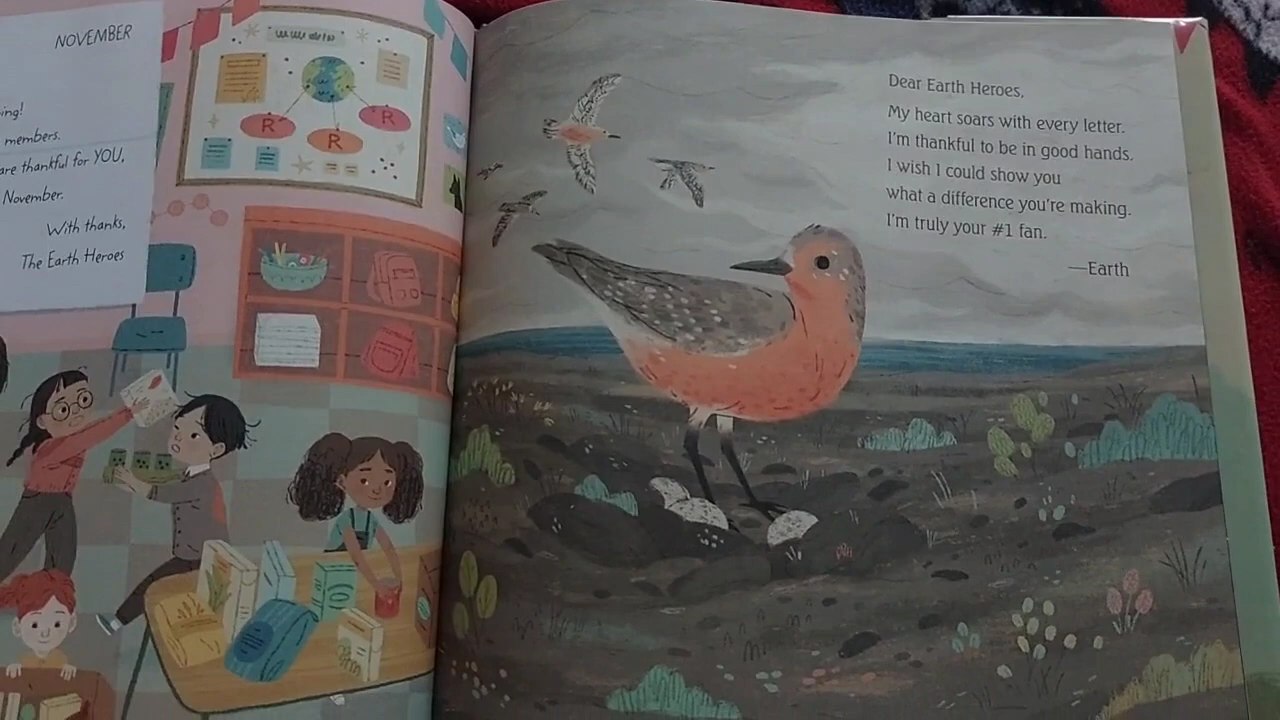 NOVEMBER
ing!
members.
are thankful for YOU,
November.
With thanks,
The Earth Heroes
R
R
R
Dear Earth Heroes,
My heart soars with every letter.
I'm thankful to be in good hands.
I wish I could show you
what a difference you're making.
I'm truly your #1 fan.
—Earth